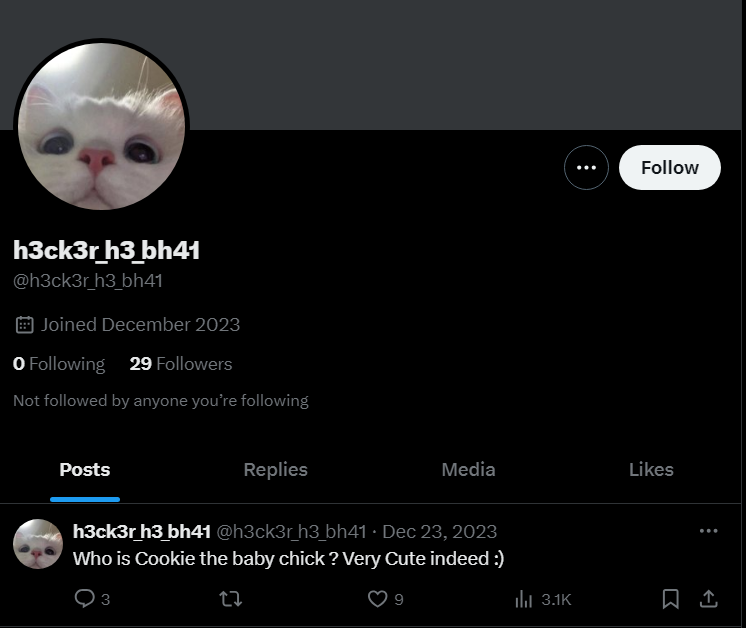 Follow
h3ck3r_h3_bh41
@h3ck3r_h3_bh41
Joined December 2023
0 Following 29 Followers
Not followed by anyone you’re following
Posts Replies Media Likes
h3ck3r_h3_bh41 @h3ck3r_h3_bh41 · Dec 23, 2023
Who is Cookie the baby chick ? Very Cute indeed :)
3 9 3.1K